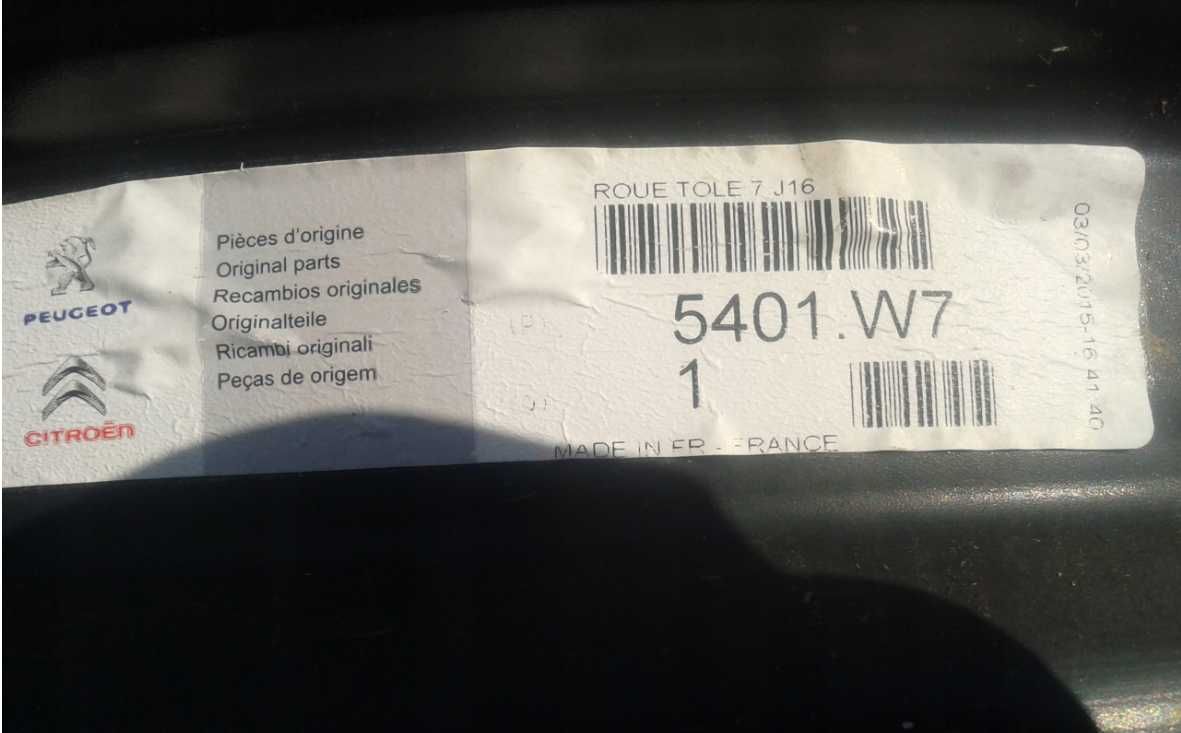 PEUGEOT
CITROËN
Pièces d'origine
Original parts
Recambios originales
Originalteile
Ricambi originali
Peças de origem
ROUE TOLE 7 J16
5401.W7
1
(P)
MADE IN FR - FRANCE
03/03/2015-16 41 40